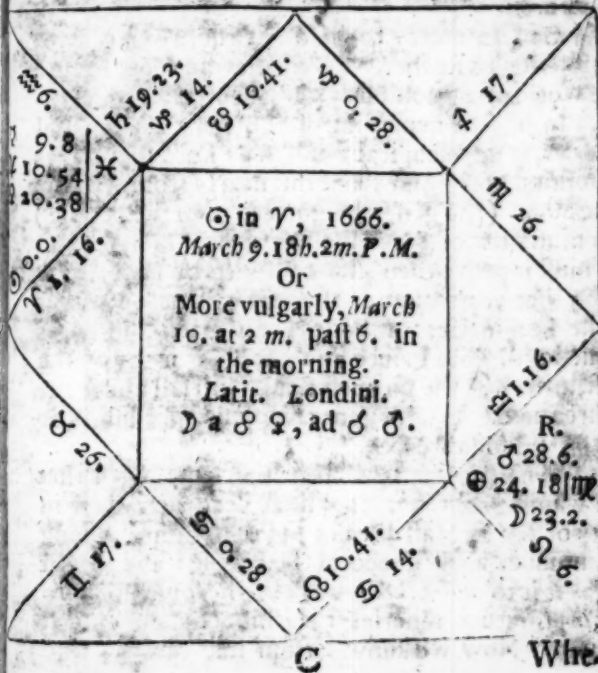 ♄ 19.23.
♑ 14.
☋ 10.41.
♑ 0. 28.
♐ 17.
♒ 6.
9. 8
10. 54 ♓
20. 38
♏ 26.
☉ 0. 0.
♈ 1. 16.
☉ in ♈, 1666.
March 9. 18h. 2m. P. M.
Or
More vulgarly, March
10. at 2 m. past 6. in
the morning.
Latit. Londini.
☽ a ☍ ♀, ad ☌ ♂.
♎ 1. 16.
R.
♂ 28. 6.
⊕ 24. 18 ♍
☽ 23. 2.
♌ 6.
♉ 26.
♊ 17.
♋ 0. 28.
☊ 10. 41.
♋ 14.
C Whe-